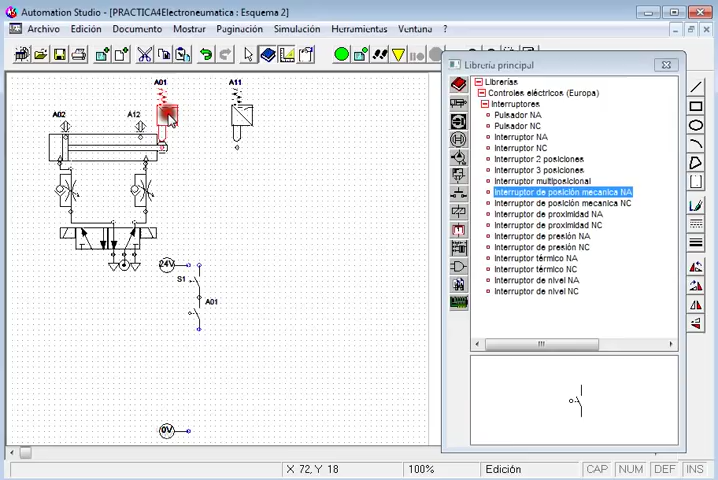 Automation Studio - [PRACTICA4Electroneumatica : Esquema 2]
Archivo Edición Documento Mostrar Paginación Simulación Herramientas Ventana ?
A01
A11
A02
A12
24V
S1
A01
0V
Librería principal
Librerías
Controles eléctricos (Europa)
Interruptores
Pulsador NA
Pulsador NC
Interruptor NA
Interruptor NC
Interruptor 2 posiciones
Interruptor 3 posiciones
Interruptor multiposicional
Interruptor de posición mecanica NA
Interruptor de posición mecanica NC
Interruptor de proximidad NA
Interruptor de proximidad NC
Interruptor de presión NA
Interruptor de presión NC
Interruptor térmico NA
Interruptor térmico NC
Interruptor de nivel NA
Interruptor de nivel NC
X 72, Y 18 100% Edición CAP NUM DEF INS